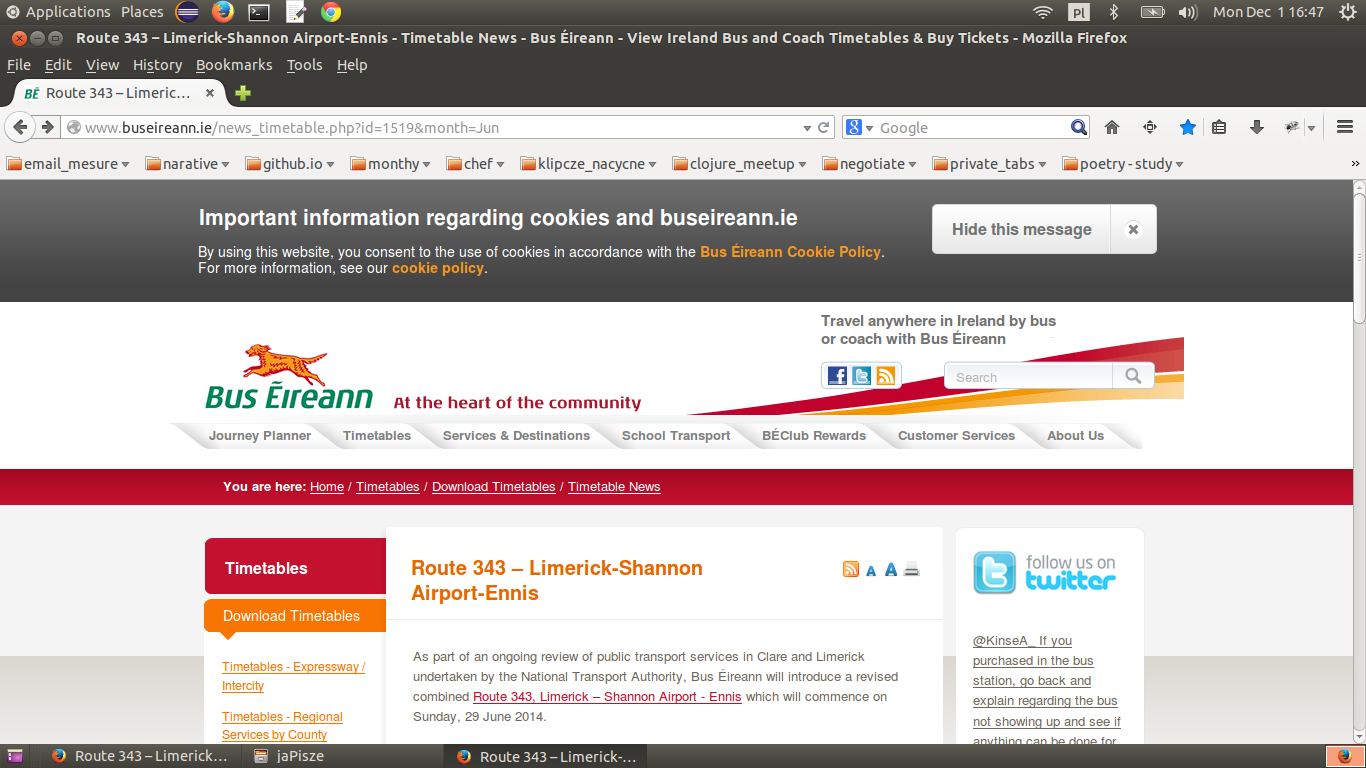 Applications Places pl Mon Dec 1 16:47
Route 343 – Limerick-Shannon Airport-Ennis - Timetable News - Bus Éireann - View Ireland Bus and Coach Timetables & Buy Tickets - Mozilla Firefox
File Edit View History Bookmarks Tools Help
BÉ Route 343 – Limeric...
www.buseireann.ie/news_timetable.php?id=1519&month=Jun
Google
email_mesure narative github.io monthy chef klipcze_nacycne clojure_meetup negotiate private_tabs poetry-study »
Important information regarding cookies and buseireann.ie
By using this website, you consent to the use of cookies in accordance with the Bus Éireann Cookie Policy.
For more information, see our cookie policy.
Hide this message
Travel anywhere in Ireland by bus
or coach with Bus Éireann
Search
Bus Éireann At the heart of the community
Journey Planner Timetables Services & Destinations School Transport BÉClub Rewards Customer Services About Us
You are here: Home / Timetables / Download Timetables / Timetable News
Timetables
Download Timetables
Timetables - Expressway /
Intercity
Timetables - Regional
Services by County
Route 343 – Limerick-Shannon
Airport-Ennis
A A
As part of an ongoing review of public transport services in Clare and Limerick
undertaken by the National Transport Authority, Bus Éireann will introduce a revised
combined Route 343, Limerick – Shannon Airport - Ennis which will commence on
Sunday, 29 June 2014.
follow us on
twitter
@KinseA_ If you
purchased in the bus
station, go back and
explain regarding the bus
not showing up and see if
anything can be done for
Route 343 – Limerick... jaPisze Route 343 – Limerick-...